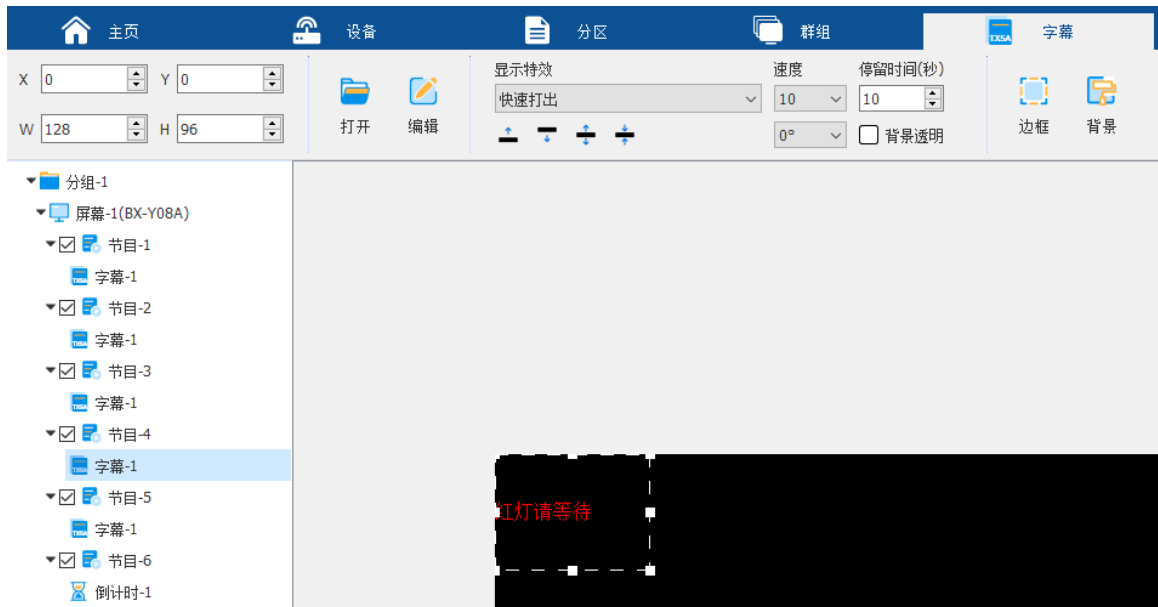 主页 设备 分区 群组 TXSA 字幕
X 0 Y 0 显示特效 速度 停留时间(秒)
快速打出 10 10
W 128 H 96 打开 编辑 0° 背景透明 边框 背景
分组-1
屏幕-1(BX-Y08A)
节目-1
字幕-1
节目-2
字幕-1
节目-3
字幕-1
节目-4
字幕-1
节目-5
字幕-1
节目-6
倒计时-1
红灯请等待